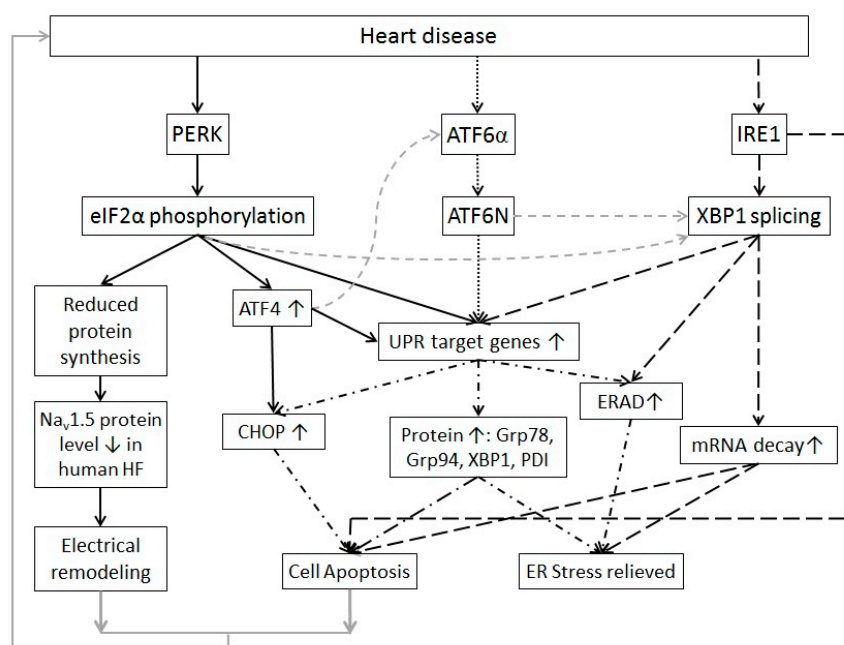 Heart disease
PERK
ATF6α
IRE1
eIF2α phosphorylation
ATF6N
XBP1 splicing
Reduced
protein
synthesis
ATF4 ↑
UPR target genes ↑
Nav1.5 protein
level ↓ in
human HF
CHOP ↑
Protein ↑: Grp78,
Grp94, XBP1, PDI
ERAD↑
mRNA decay↑
Electrical
remodeling
Cell Apoptosis
ER Stress relieved